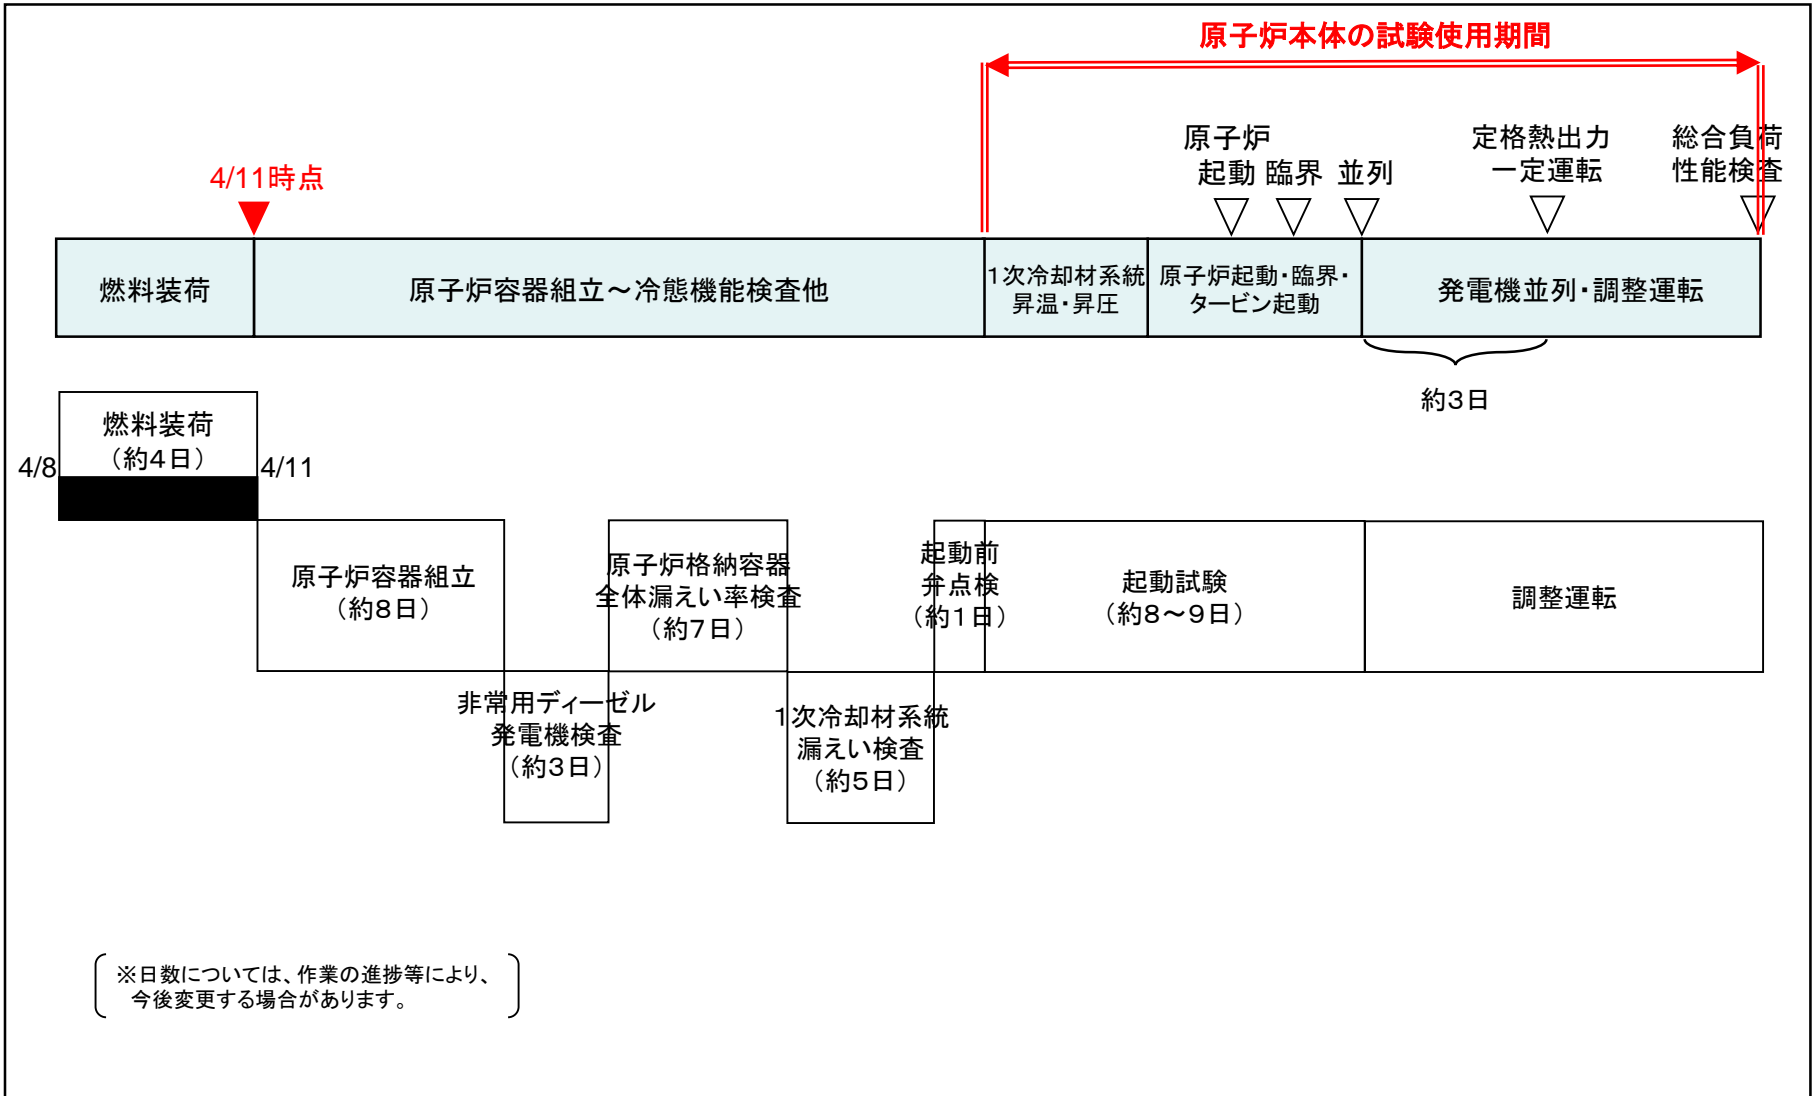 原子炉本体の試験使用期間
4/11時点
原子炉
起動
臨界
並列
定格熱出力
一定運転
総合負荷
性能検査
燃料装荷
原子炉容器組立～冷態機能検査他
1次冷却材系統
昇温・昇圧
原子炉起動・臨界・
タービン起動
発電機並列・調整運転
約3日
燃料装荷
（約4日）
4/8
4/11
原子炉容器組立
（約8日）
非常用ディーゼル
発電機検査
（約3日）
原子炉格納容器
全体漏えい率検査
（約7日）
1次冷却材系統
漏えい検査
（約5日）
起動前
弁点検
（約1日）
起動試験
（約8～9日）
調整運転
※日数については、作業の進捗等により、
今後変更する場合があります。